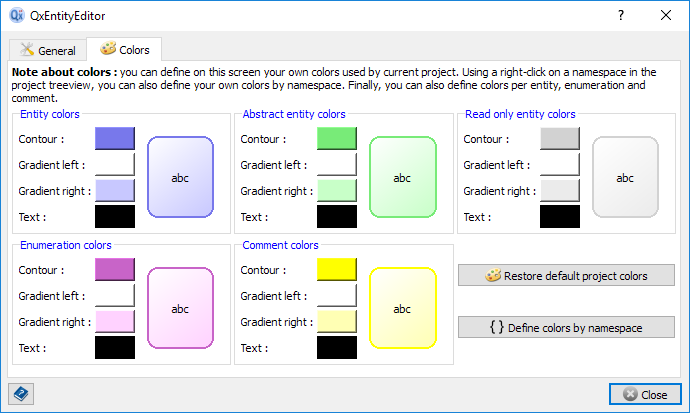 QxEntityEditor
General
Colors
Note about colors : you can define on this screen your own colors used by current project. Using a right-click on a namespace in the
project treeview, you can also define your own colors by namespace. Finally, you can also define colors per entity, enumeration and
comment.
Entity colors
Contour :
Gradient left :
Gradient right :
Text :
abc
Abstract entity colors
Contour :
Gradient left :
Gradient right :
Text :
abc
Read only entity colors
Contour :
Gradient left :
Gradient right :
Text :
abc
Enumeration colors
Contour :
Gradient left :
Gradient right :
Text :
abc
Comment colors
Contour :
Gradient left :
Gradient right :
Text :
abc
Restore default project colors
{ } Define colors by namespace
Close